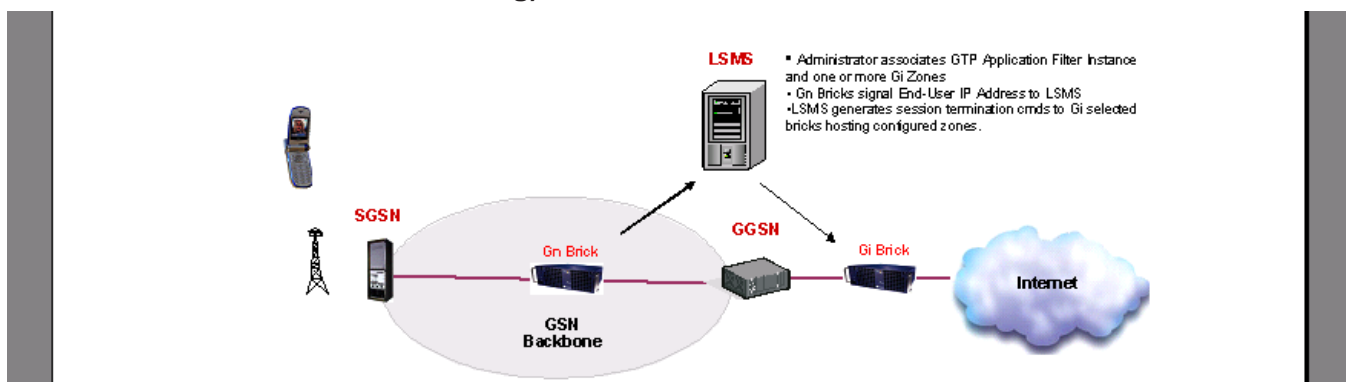 LSMS
▪ Administrator associates GTP Application Filter Instance
and one or more Gi Zones
• Gn Bricks signal End-User IP Address to LSMS
•LSMS generates session termination cmds to Gi selected
bricks hosting configured zones.
SGSN
GGSN
Gn Brick
Gi Brick
Internet
GSN
Backbone